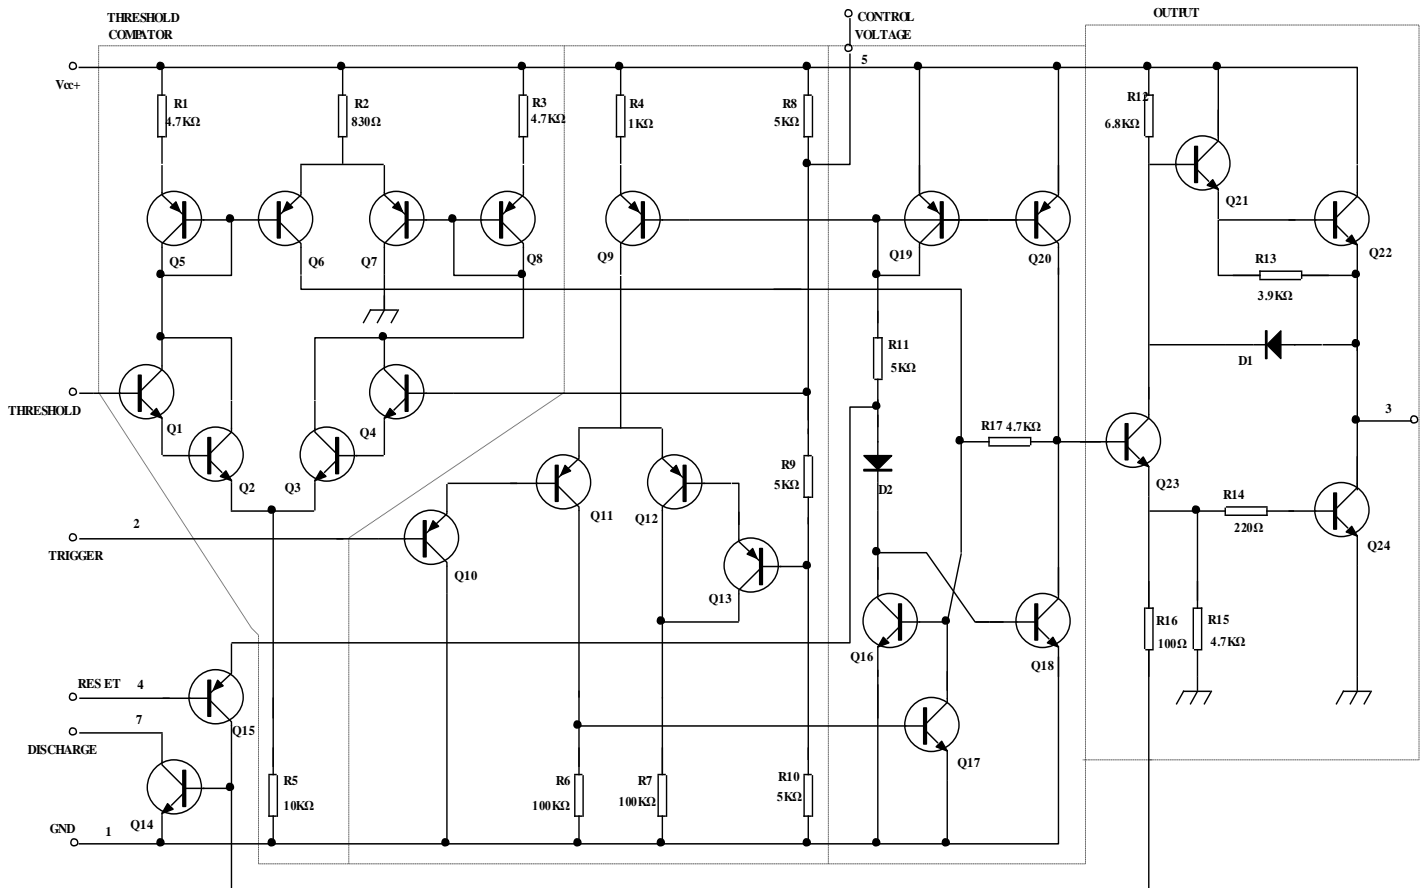 THRESHOLD
COMPATOR
CONTROL
VOLTAGE
OUTPUT
5
Vcc+
R1
4.7KΩ
R2
830Ω
R3
4.7KΩ
R4
1KΩ
R8
5KΩ
R12
6.8KΩ
Q21
Q5
Q6
Q7
Q8
Q9
Q19
Q20
Q22
R13
3.9KΩ
R11
5KΩ
D1
THRESHOLD
Q1
Q4
3
R17 4.7KΩ
Q2
Q3
R9
5KΩ
D2
Q23
Q11
Q12
R14
220Ω
2
TRIGGER
Q10
Q24
Q13
Q16
Q18
R16
100Ω
R15
4.7KΩ
RESET 4
7
Q15
DISCHARGE
Q17
R5
10KΩ
R6
100KΩ
R7
100KΩ
R10
5KΩ
Q14
GND
1